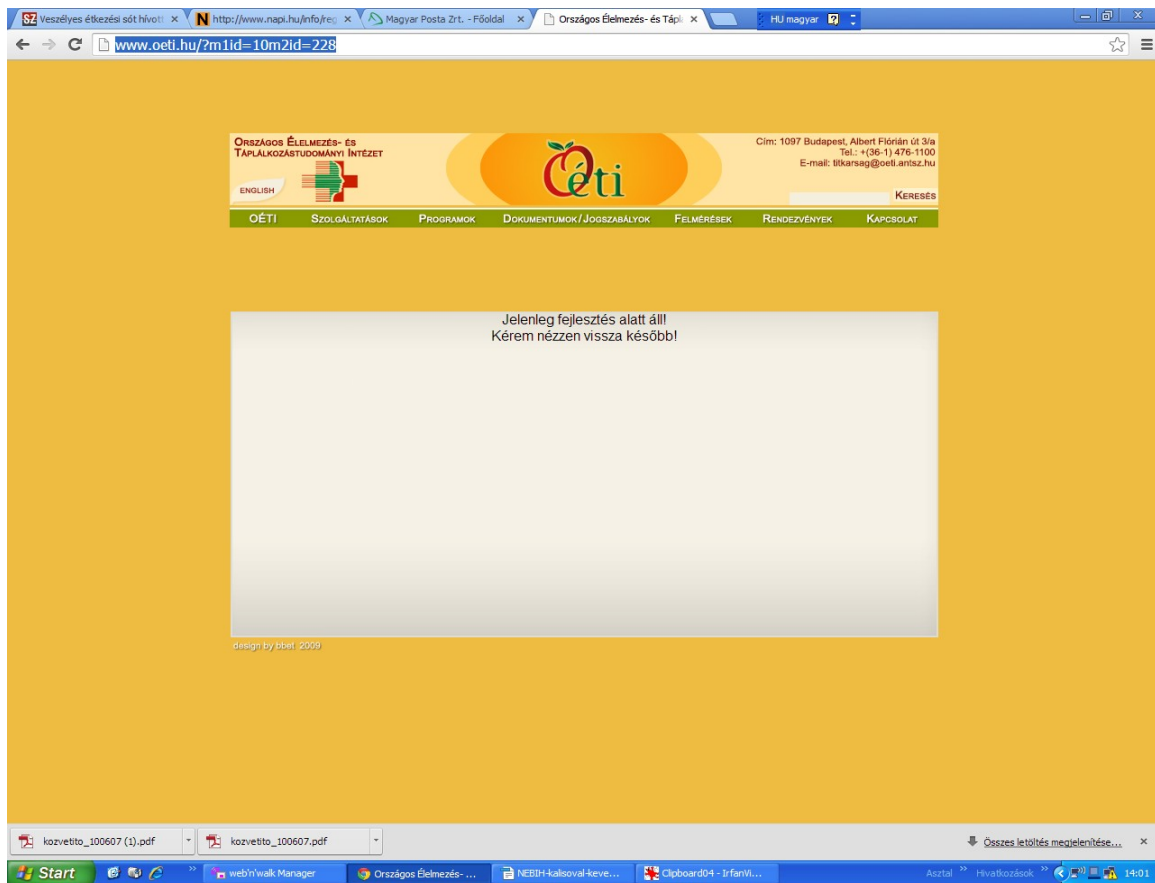 Veszélyes étkezési sót hívott
http://www.napi.hu/info/reg
Magyar Posta Zrt. - Főoldal
Országos Élelmezés- és Tápl
HU magyar
www.oeti.hu/?m1id=10m2id=228
Országos Élelmezés- és
Táplálkozástudományi Intézet
ENGLISH
Oéti
Cím: 1097 Budapest, Albert Flórián út 3/a
Tel.: +(36-1) 476-1100
E-mail: titkarsag@oeti.antsz.hu
Keresés
OÉTI Szolgáltatások Programok Dokumentumok/Jogszabályok Felmérések Rendezvények Kapcsolat
Jelenleg fejlesztés alatt áll!
Kérem nézzen vissza később!
design by bbet 2009
kozvetito_100607 (1).pdf
kozvetito_100607.pdf
Összes letöltés megjelenítése...
Start
web'n'walk Manager
Országos Élelmezés- ...
NEBIH-kalisoval-keve...
Clipboard04 - IrfanVi...
Asztal
Hivatkozások
14:01